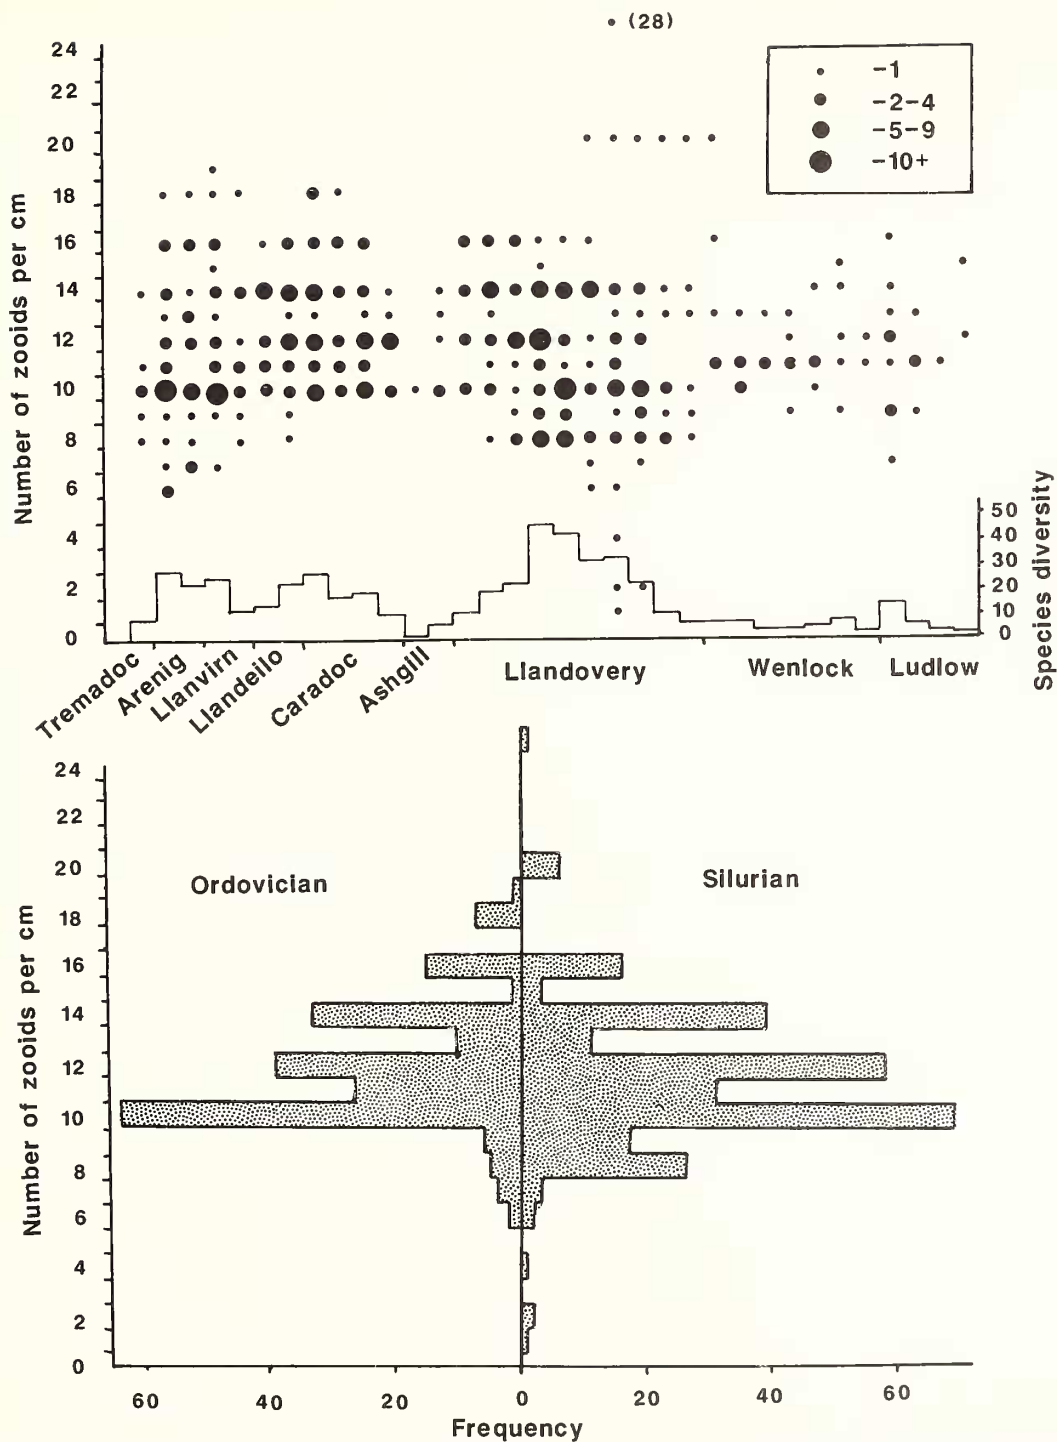 (28)
24
22
20
18
16
14
12
10
8
6
4
2
0
Number of zooids per cm
-1
-2-4
-5-9
-10+
50
40
30
20
10
0
Species diversity
Tremadoc
Arenig
Llanvirn
Llandeilo
Caradoc
Ashgill
Llandovery
Wenlock
Ludlow
24
22
20
18
16
14
12
10
8
6
4
2
0
Number of zooids per cm
Ordovician
Silurian
60
40
20
0
20
40
60
Frequency